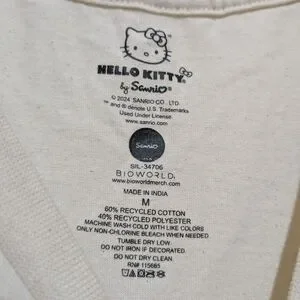 HELLO KITTY®
by Sanrio®
© 2024 SANRIO CO., LTD.
™ and ® denote U.S. Trademark
Used Under License
www.sanrio.com
Sanrio
SIL-34706
BIOWORLD
www.bioworldmerch.com
MADE IN INDIA
M
60% RECYCLED COTTON
40% RECYCLED POLYESTER
MACHINE WASH COLD WITH LIKE COLORS
ONLY NON-CHLORINE BLEACH WHEN NEEDED
TUMBLE DRY LOW
DO NOT IRON IF DECORATED.
DO NOT DRY CLEAN.
RN# 115685